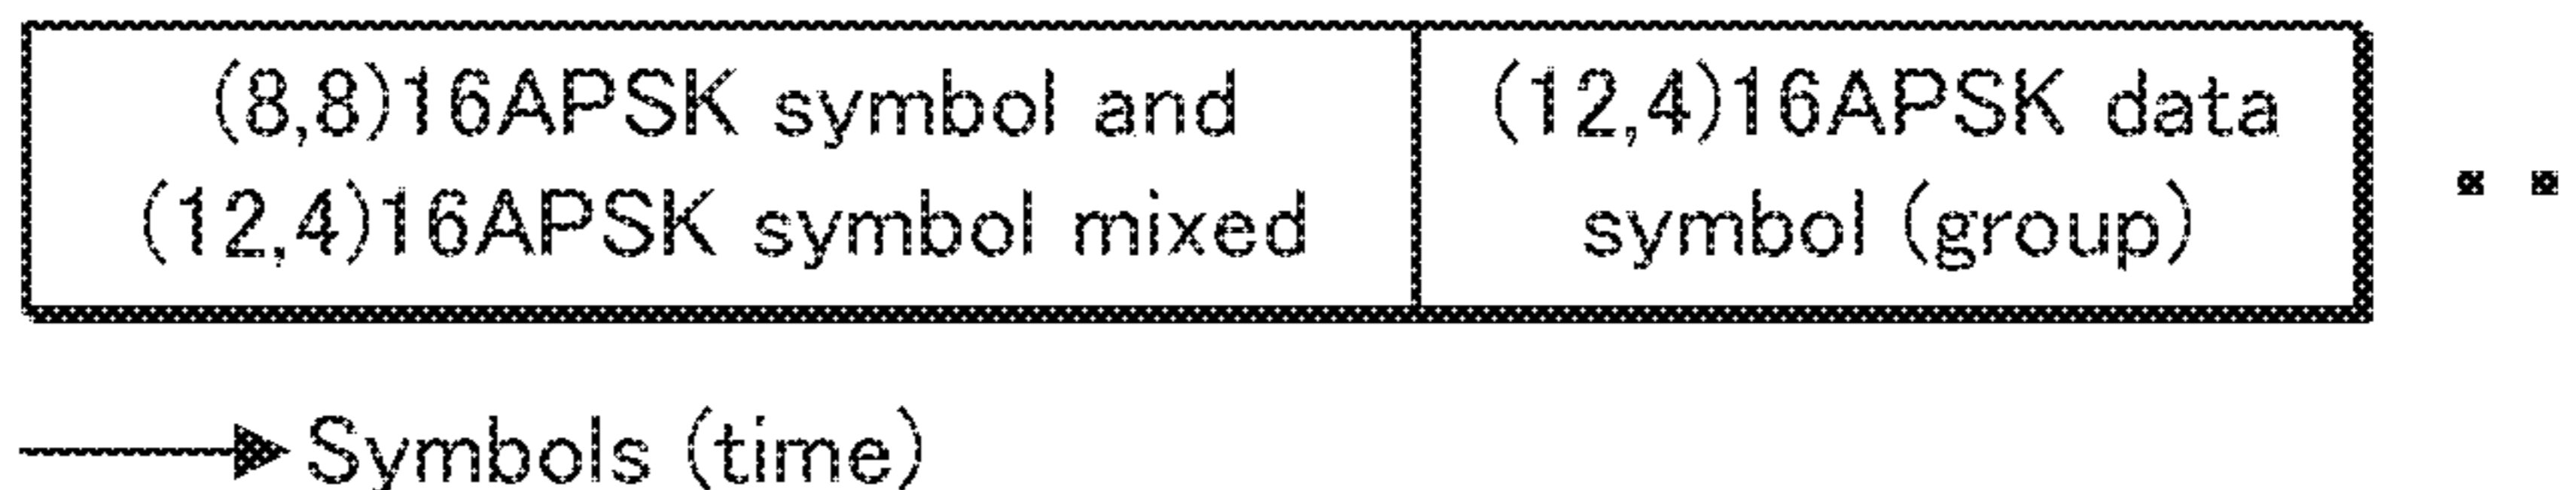 (8,8)16APSK symbol and
(12,4)16APSK symbol mixed
(12,4)16APSK data
symbol (group)
Symbols (time)